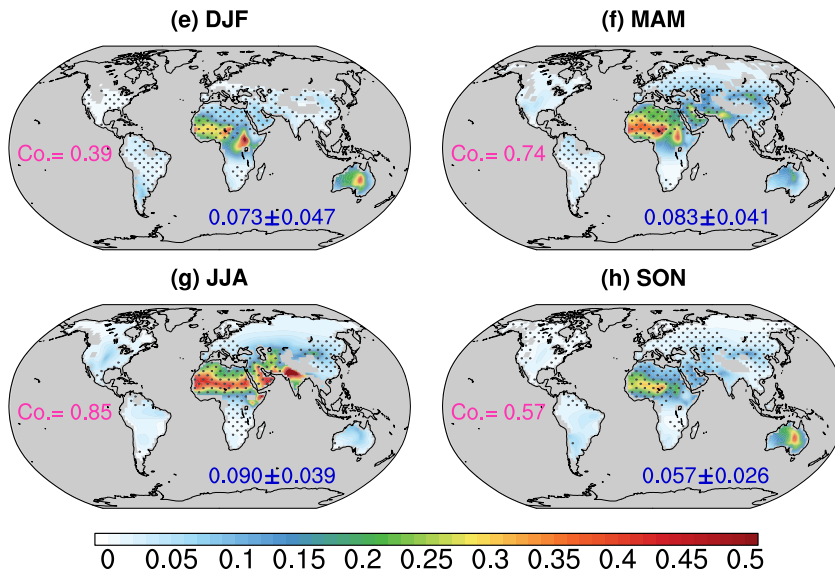 (e) DJF
(f) MAM
Co.= 0.39
0.073±0.047
Co.= 0.74
0.083±0.041
(g) JJA
(h) SON
Co.= 0.85
0.090±0.039
Co.= 0.57
0.057±0.026
0 0.05 0.1 0.15 0.2 0.25 0.3 0.35 0.4 0.45 0.5